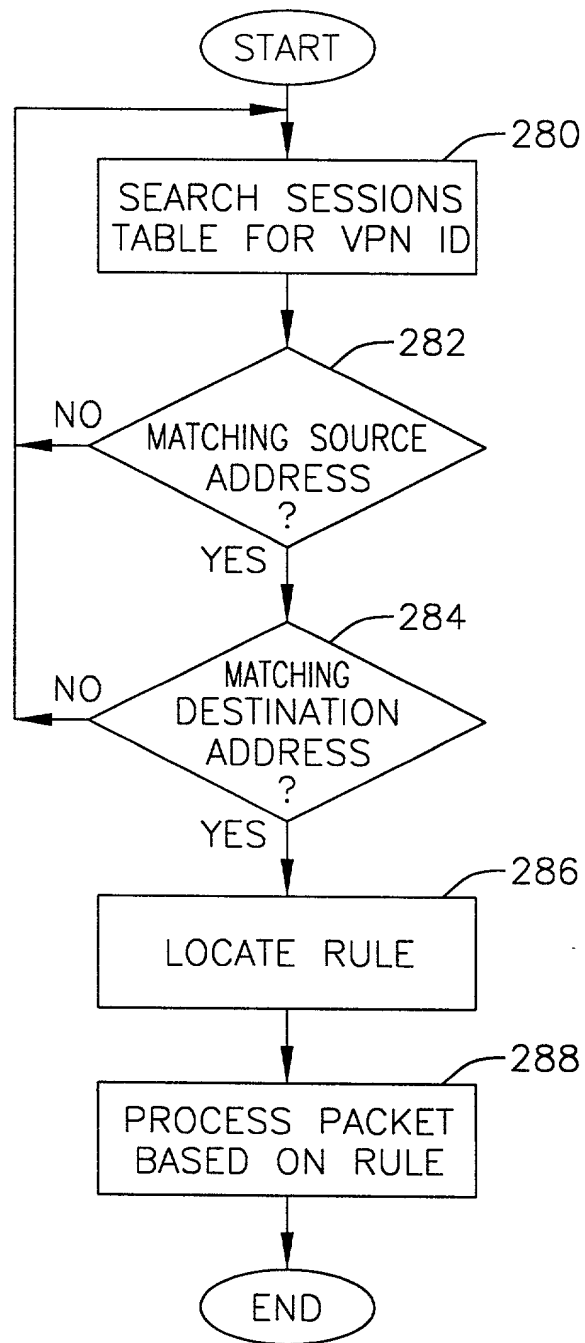 START
280
SEARCH SESSIONS
TABLE FOR VPN ID
282
NO
MATCHING SOURCE
ADDRESS
?
YES
284
NO
MATCHING
DESTINATION
ADDRESS
?
YES
286
LOCATE RULE
288
PROCESS PACKET
BASED ON RULE
END